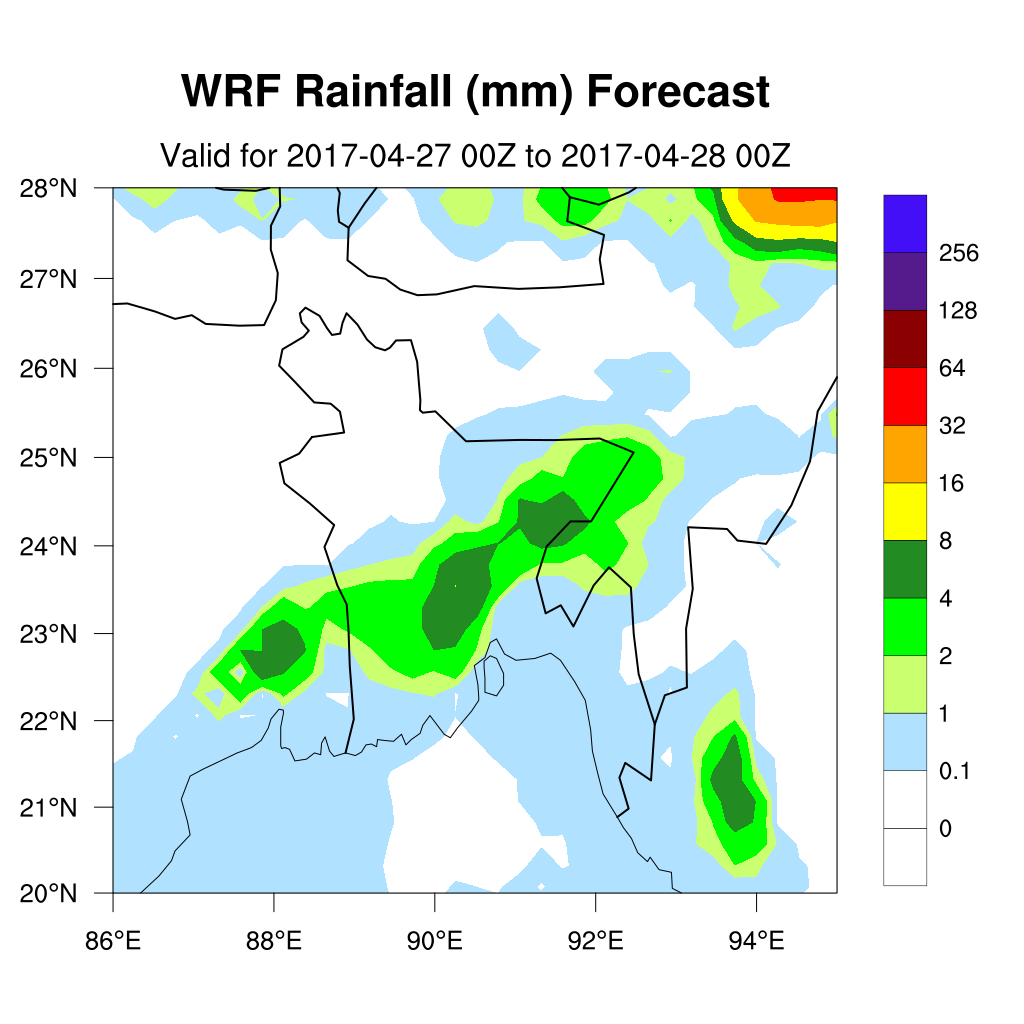 WRF Rainfall (mm) Forecast
Valid for 2017-04-27 00Z to 2017-04-28 00Z
28°N
27°N
26°N
25°N
24°N
23°N
22°N
21°N
20°N
86°E 88°E 90°E 92°E 94°E
256
128
64
32
16
8
4
2
1
0.1
0